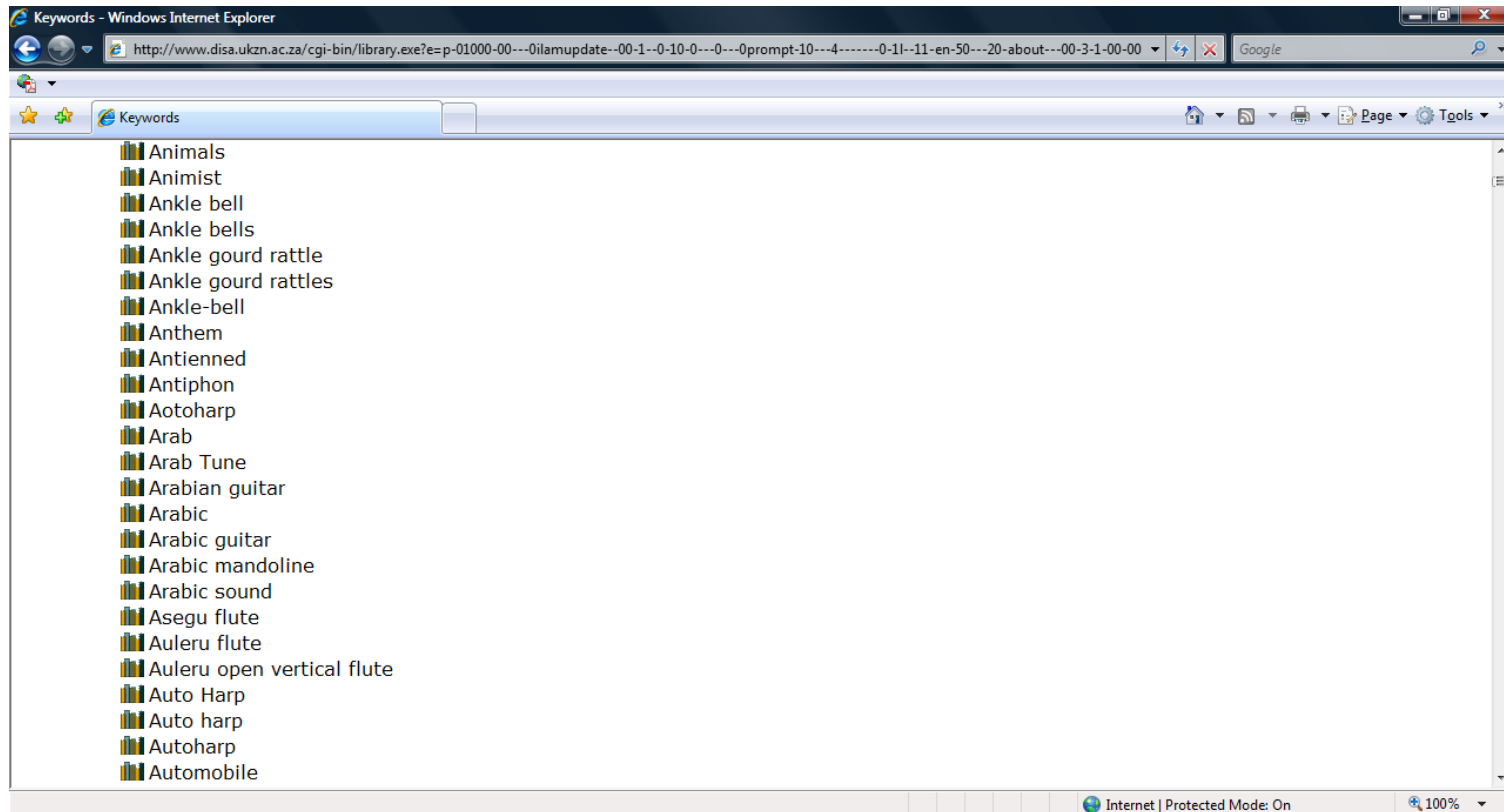 Keywords - Windows Internet Explorer
http://www.disa.ukzn.ac.za/cgi-bin/library.exe?e=p-01000-00---0ilamupdate--00-1--0-10-0---0---0prompt-10---4-------0-1l--11-en-50---20-about---00-3-1-00-00
Google
Keywords
Page
Tools
Animals
Animist
Ankle bell
Ankle bells
Ankle gourd rattle
Ankle gourd rattles
Ankle-bell
Anthem
Antienned
Antiphon
Aotoharp
Arab
Arab Tune
Arabian guitar
Arabic
Arabic guitar
Arabic mandoline
Arabic sound
Asegu flute
Auleru flute
Auleru open vertical flute
Auto Harp
Auto harp
Autoharp
Automobile
Internet | Protected Mode: On
100%